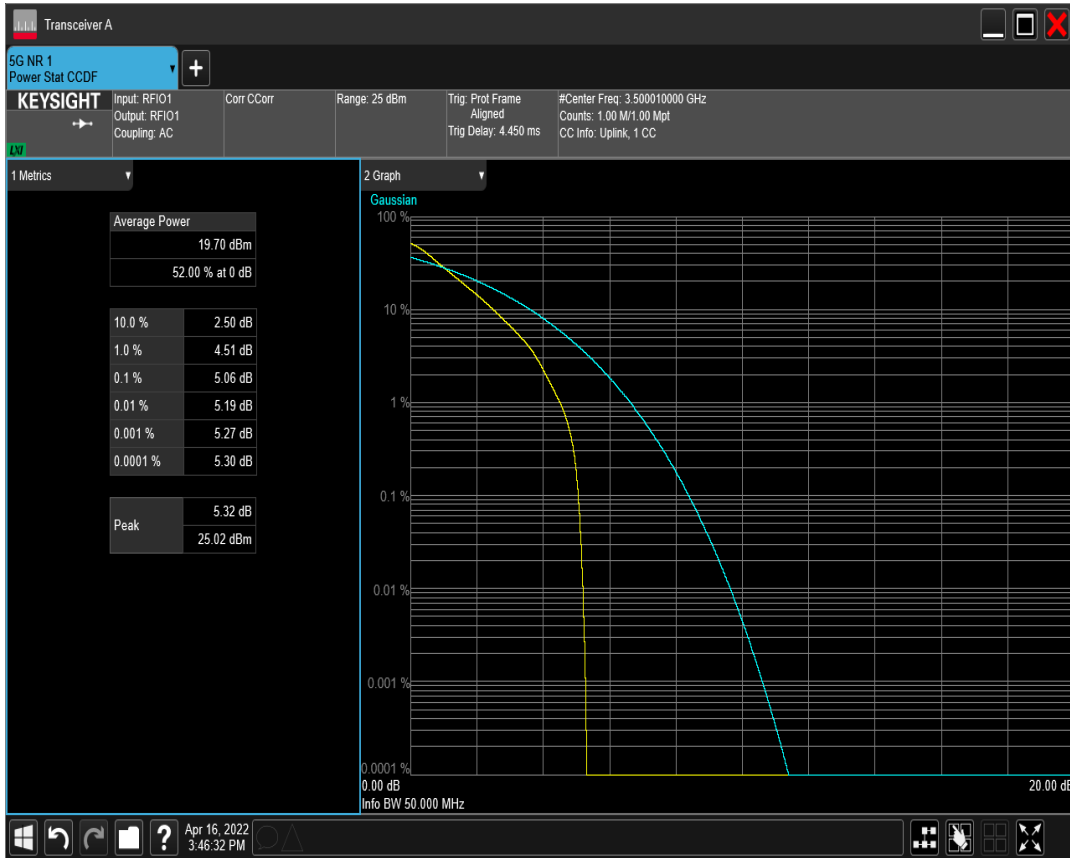 Transceiver A
5G NR 1
Power Stat CCDF
KEYSIGHT
LXI
Input: RFIO1
Output: RFIO1
Coupling: AC
Corr CCorr
Range: 25 dBm
Trig: Prot Frame
Aligned
Trig Delay: 4.450 ms
#Center Freq: 3.500010000 GHz
Counts: 1.00 M/1.00 Mpt
CC Info: Uplink, 1 CC
1 Metrics
Average Power
19.70 dBm
52.00 % at 0 dB
10.0 % 2.50 dB
1.0 % 4.51 dB
0.1 % 5.06 dB
0.01 % 5.19 dB
0.001 % 5.27 dB
0.0001 % 5.30 dB
Peak
5.32 dB
25.02 dBm
2 Graph
Gaussian
100 %
10 %
1 %
0.1 %
0.01 %
0.001 %
0.0001 %
0.00 dB 20.00 dB
Info BW 50.000 MHz
?
Apr 16, 2022
3:46:32 PM